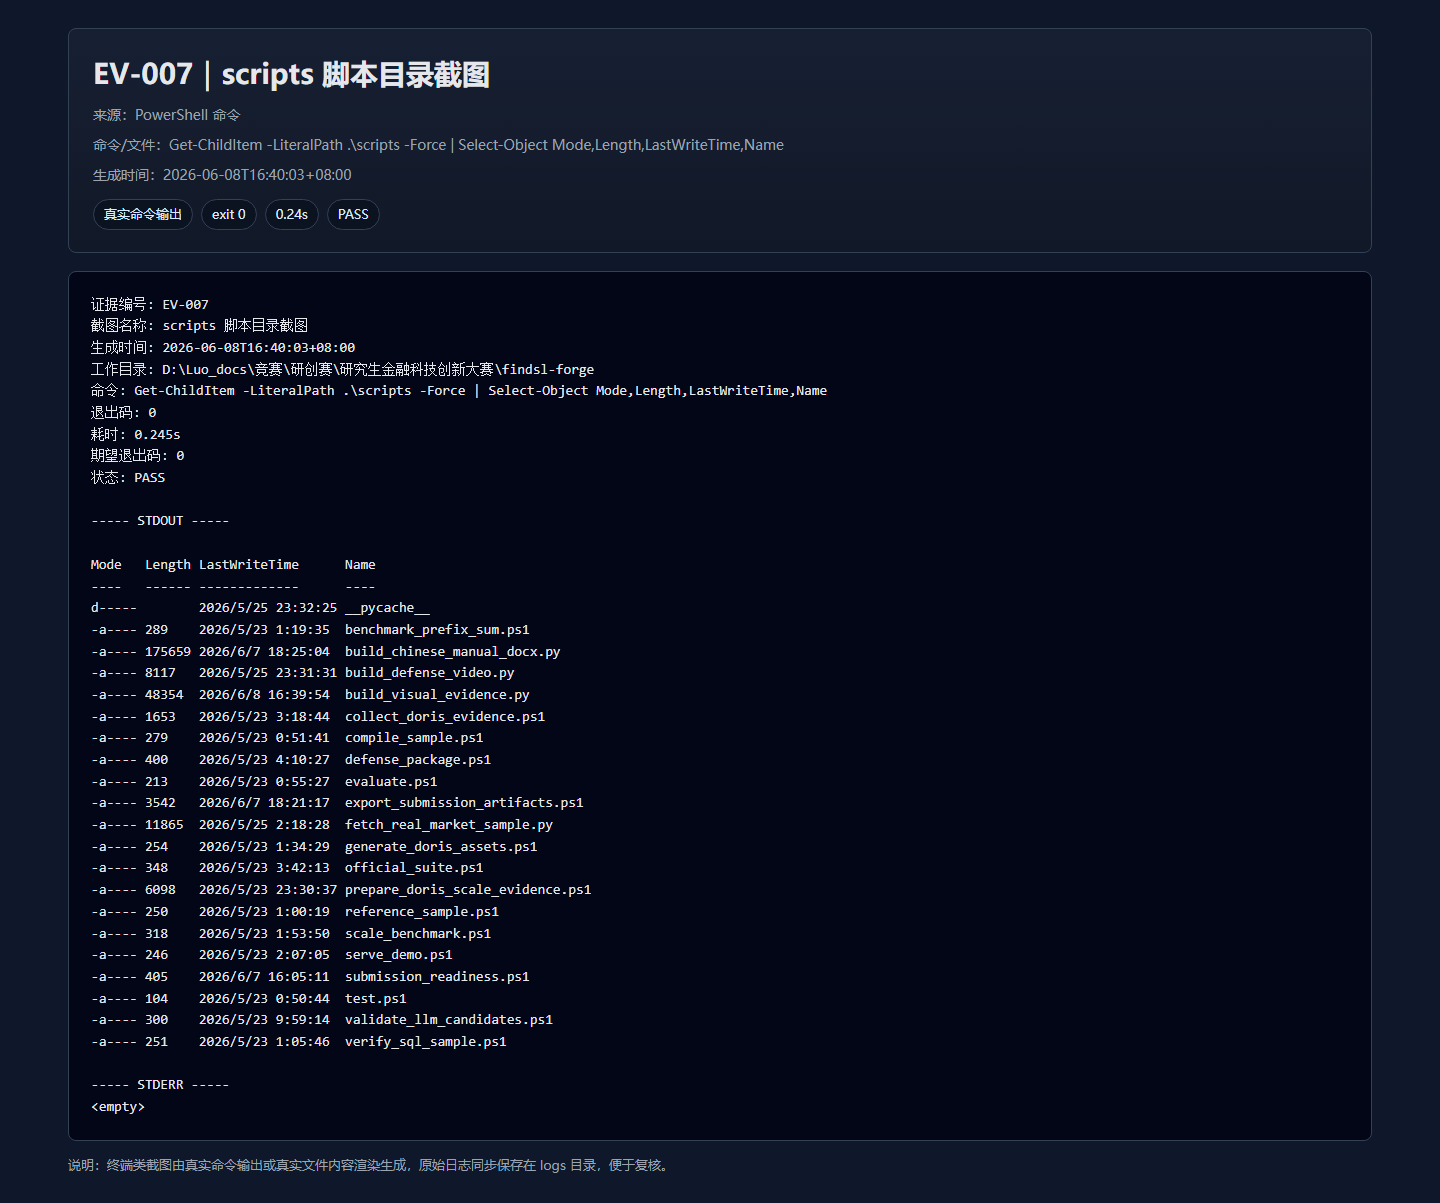 EV-007 | scripts 脚本目录截图
来源：PowerShell 命令
命令/文件：Get-ChildItem -LiteralPath .\scripts -Force | Select-Object Mode,Length,LastWriteTime,Name
生成时间：2026-06-08T16:40:03+08:00
真实命令输出 exit 0 0.24s PASS
证据编号: EV-007
截图名称: scripts 脚本目录截图
生成时间: 2026-06-08T16:40:03+08:00
工作目录: D:\Luo_docs\竞赛\研创赛\研究生金融科技创新大赛\findsl-forge
命令: Get-ChildItem -LiteralPath .\scripts -Force | Select-Object Mode,Length,LastWriteTime,Name
退出码: 0
耗时: 0.245s
期望退出码: 0
状态: PASS
----- STDOUT -----
Mode   Length LastWriteTime      Name
----   ------ -------------      ----
d-----        2026/5/25 23:32:25 __pycache__
-a---- 289    2026/5/23 1:19:35  benchmark_prefix_sum.ps1
-a---- 175659 2026/6/7 18:25:04  build_chinese_manual_docx.py
-a---- 8117   2026/5/25 23:31:31 build_defense_video.py
-a---- 48354  2026/6/8 16:39:54  build_visual_evidence.py
-a---- 1653   2026/5/23 3:18:44  collect_doris_evidence.ps1
-a---- 279    2026/5/23 0:51:41  compile_sample.ps1
-a---- 400    2026/5/23 4:10:27  defense_package.ps1
-a---- 213    2026/5/23 0:55:27  evaluate.ps1
-a---- 3542   2026/6/7 18:21:17  export_submission_artifacts.ps1
-a---- 11865  2026/5/25 2:18:28  fetch_real_market_sample.py
-a---- 254    2026/5/23 1:34:29  generate_doris_assets.ps1
-a---- 348    2026/5/23 3:42:13  official_suite.ps1
-a---- 6098   2026/5/23 23:30:37 prepare_doris_scale_evidence.ps1
-a---- 250    2026/5/23 1:00:19  reference_sample.ps1
-a---- 318    2026/5/23 1:53:50  scale_benchmark.ps1
-a---- 246    2026/5/23 2:07:05  serve_demo.ps1
-a---- 405    2026/6/7 16:05:11  submission_readiness.ps1
-a---- 104    2026/5/23 0:50:44  test.ps1
-a---- 300    2026/5/23 9:59:14  validate_llm_candidates.ps1
-a---- 251    2026/5/23 1:05:46  verify_sql_sample.ps1
----- STDERR -----
<empty>
说明：终端类截图由真实命令输出或真实文件内容渲染生成，原始日志同步保存在 logs 目录，便于复核。